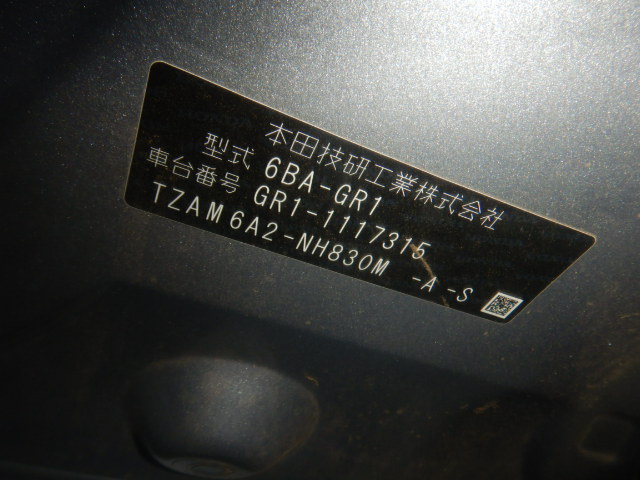 本田技研工業株式会社
型式 6BA-GR1
車台番号 GR1-1117315
TZAM6A2-NH830M -A -S